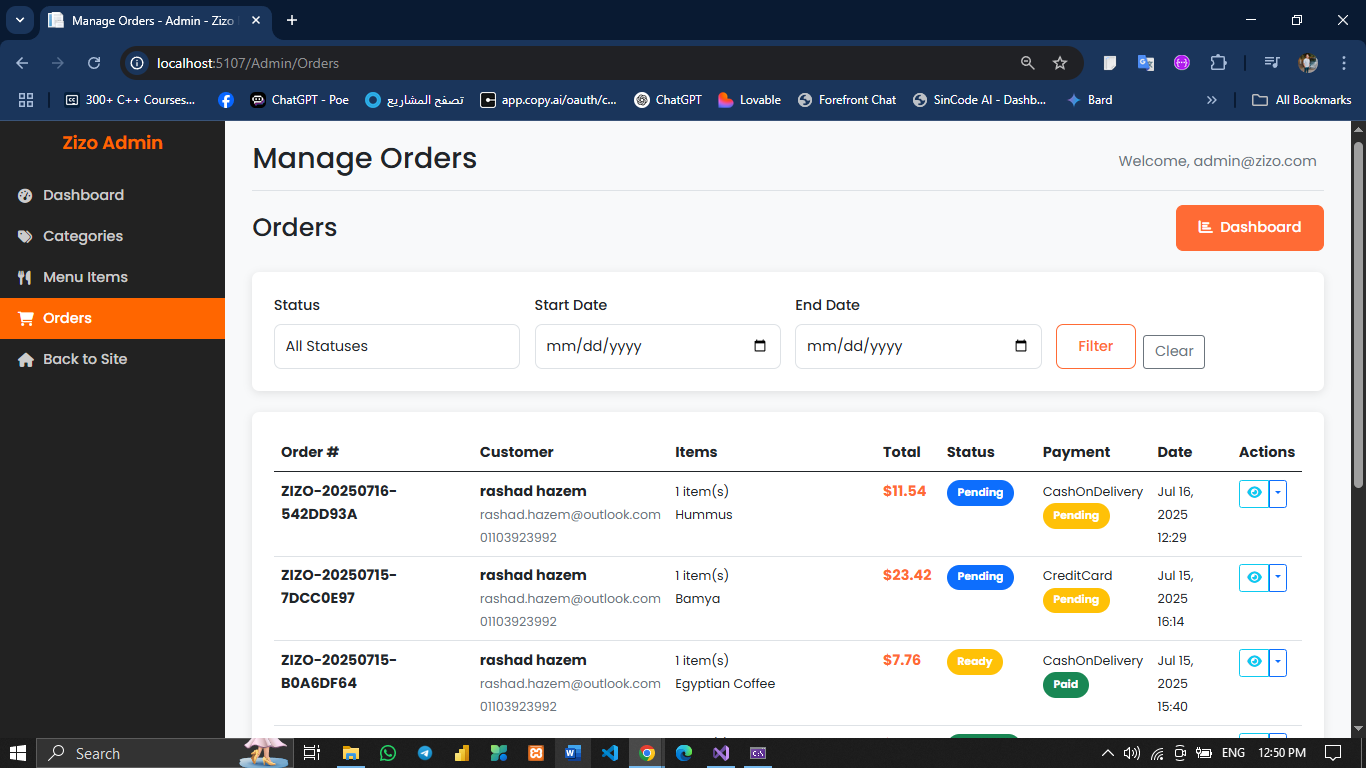 Manage Orders - Admin - Zizo
localhost:5107/Admin/Orders
300+ C++ Courses...
ChatGPT - Poe
تصفح المشاريع
app.copy.ai/oauth/c...
ChatGPT
Lovable
Forefront Chat
SinCode AI - Dashb...
Bard
All Bookmarks
Zizo Admin
Dashboard
Categories
Menu Items
Orders
Back to Site
Manage Orders
Welcome, admin@zizo.com
Orders
Dashboard
Status
Start Date
End Date
All Statuses
mm/dd/yyyy
mm/dd/yyyy
Filter
Clear
Order # Customer Items Total Status Payment Date Actions
ZIZO-20250716-
542DD93A
rashad hazem
rashad.hazem@outlook.com
01103923992
1 item(s)
Hummus
$11.54
Pending
CashOnDelivery
Pending
Jul 16,
2025
12:29
ZIZO-20250715-
7DCC0E97
rashad hazem
rashad.hazem@outlook.com
01103923992
1 item(s)
Bamya
$23.42
Pending
CreditCard
Pending
Jul 15,
2025
16:14
ZIZO-20250715-
B0A6DF64
rashad hazem
rashad.hazem@outlook.com
01103923992
1 item(s)
Egyptian Coffee
$7.76
Ready
CashOnDelivery
Paid
Jul 15,
2025
15:40
Search
ENG
12:50 PM